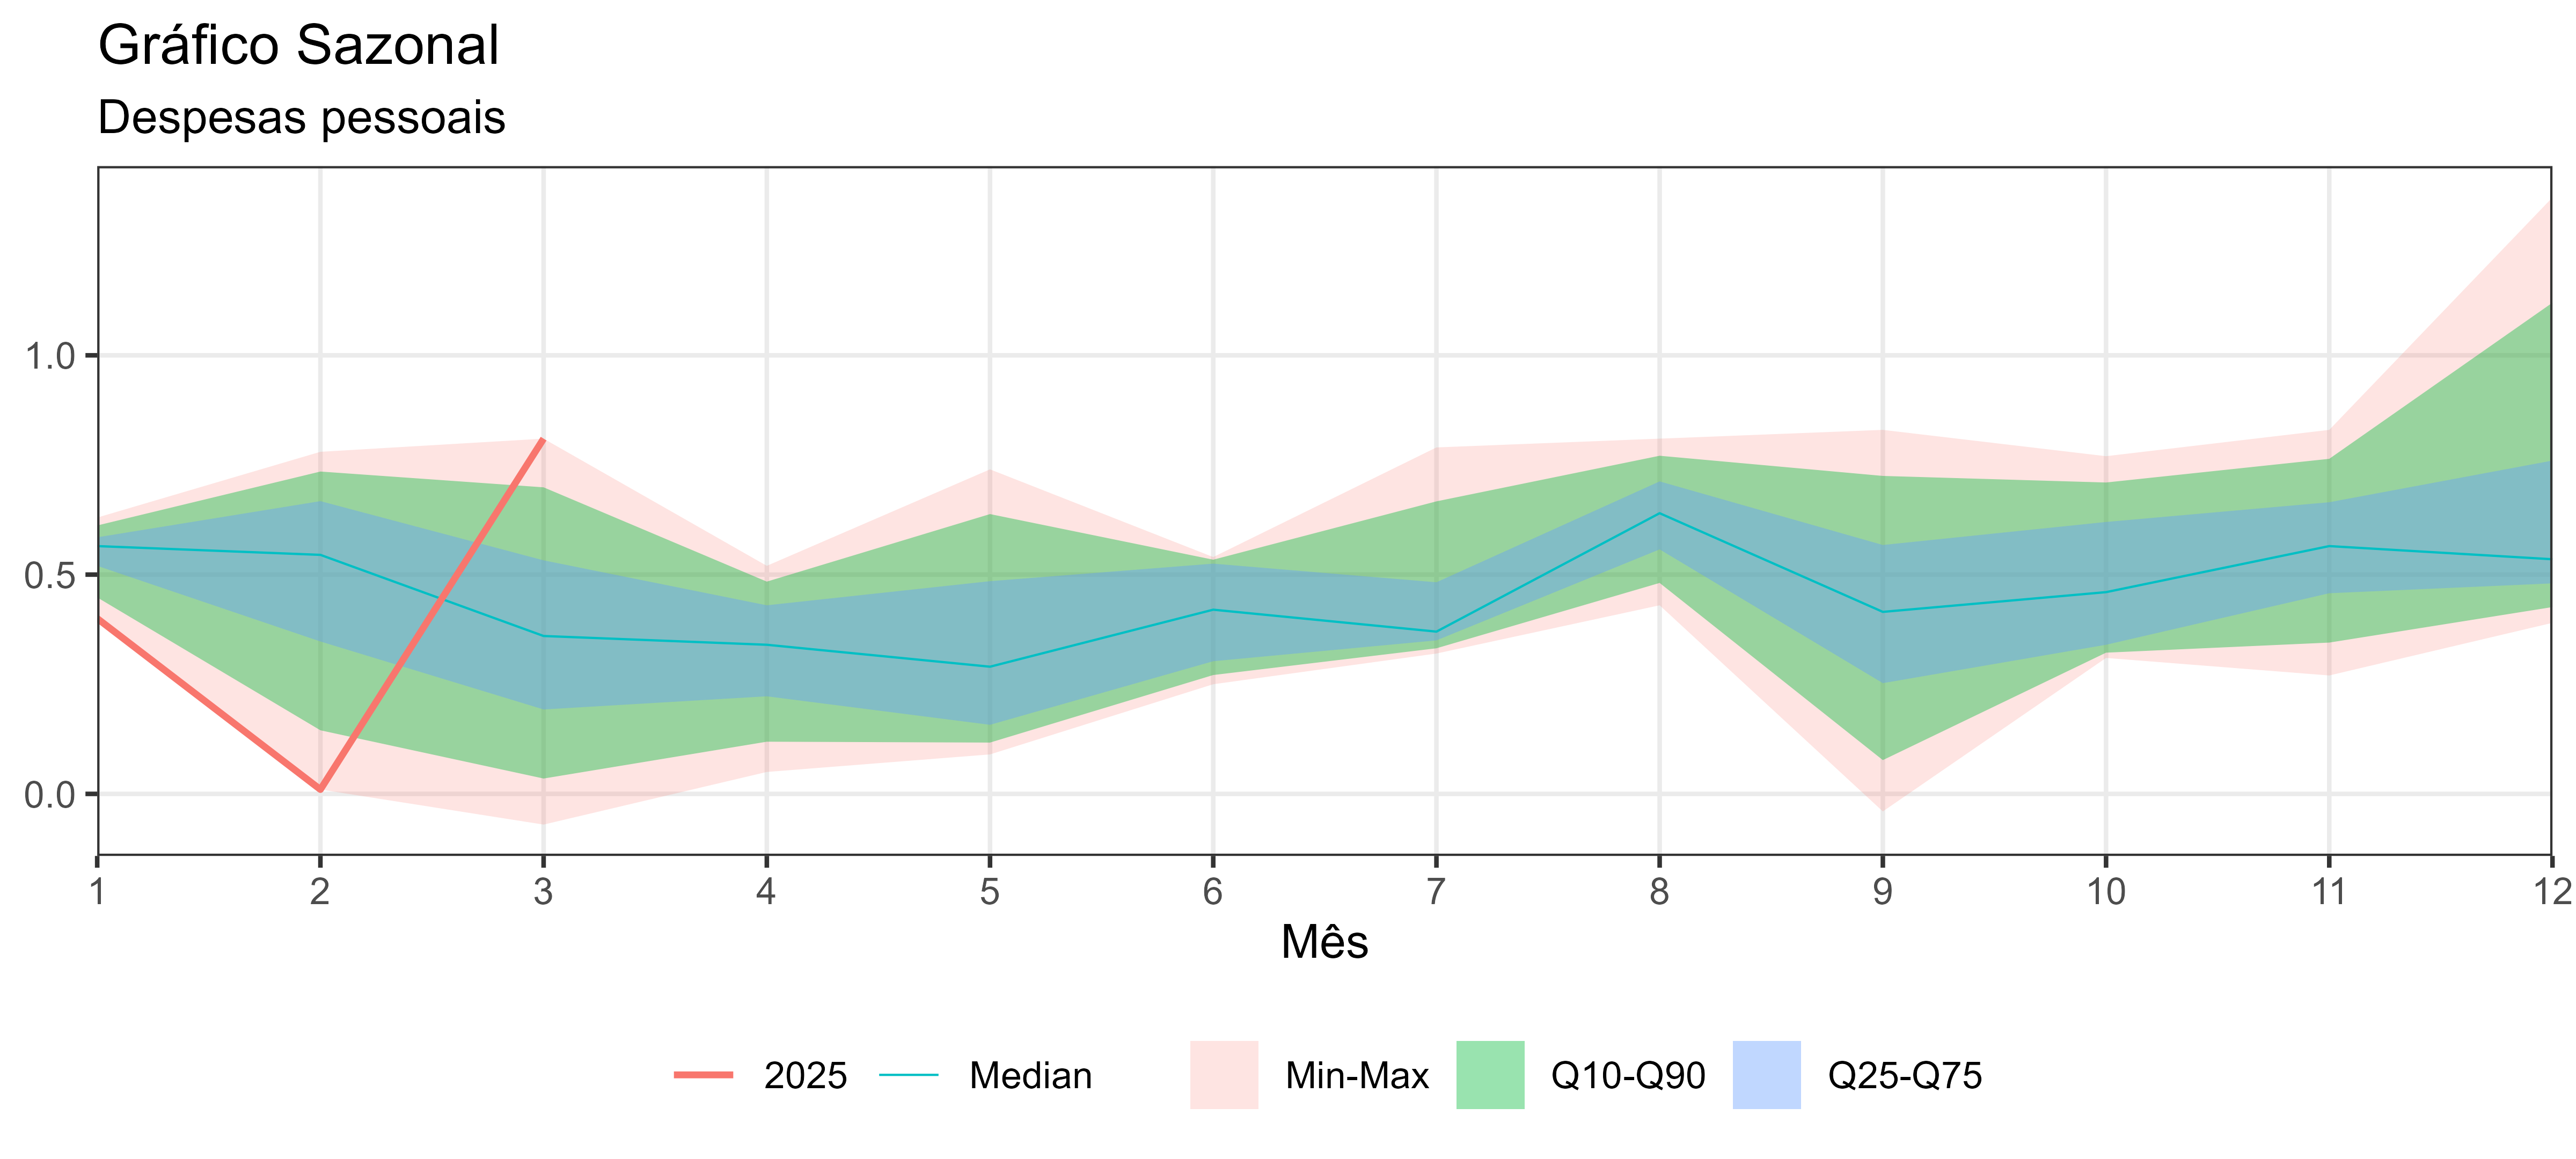 Gráfico Sazonal
Despesas pessoais
1.0
0.5
0.0
1 2 3 4 5 6 7 8 9 10 11 12
Mês
2025 Median Min-Max Q10-Q90 Q25-Q75